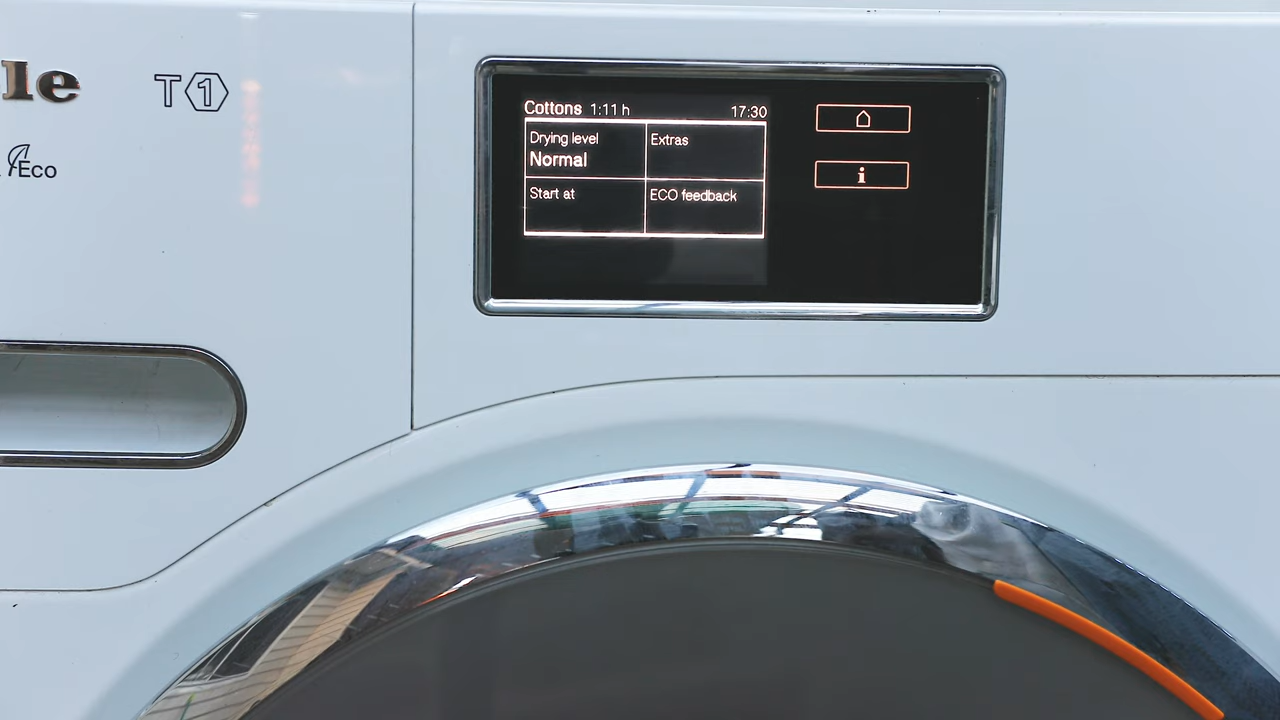 le
T1
Eco
Cottons 1:11 h 17:30
Drying level
Normal
Extras
Start at
ECO feedback
i